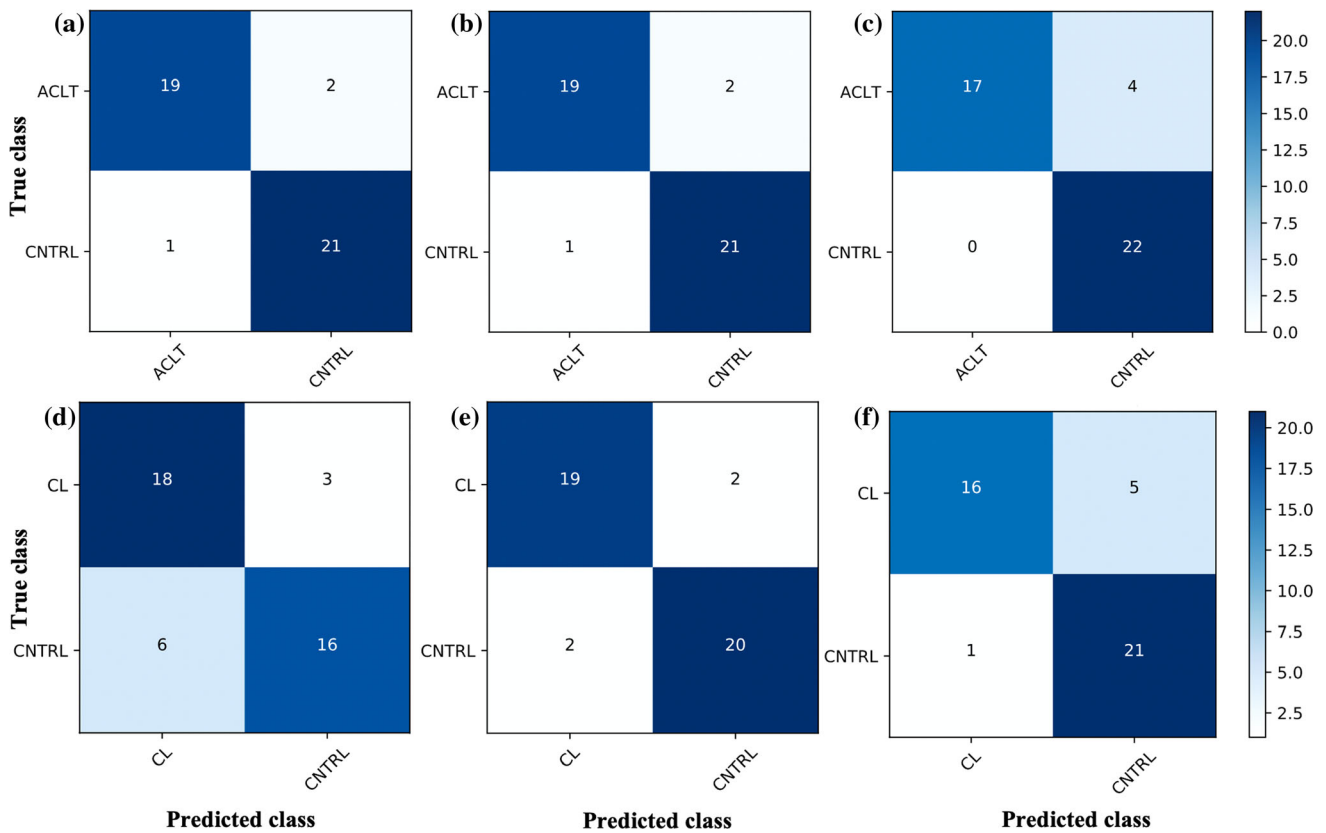 (a)
(b)
(c)
ACLT
19
2
CNTRL
1
21
ACLT
CNTRL
ACLT
19
2
CNTRL
1
21
ACLT
CNTRL
ACLT
17
4
CNTRL
0
22
ACLT
CNTRL
20.0
17.5
15.0
12.5
10.0
7.5
5.0
2.5
0.0
True class
(d)
(e)
(f)
CL
18
3
CNTRL
6
16
CL
CNTRL
CL
19
2
CNTRL
2
20
CL
CNTRL
CL
16
5
CNTRL
1
21
CL
CNTRL
20.0
17.5
15.0
12.5
10.0
7.5
5.0
2.5
True class
Predicted class
Predicted class
Predicted class